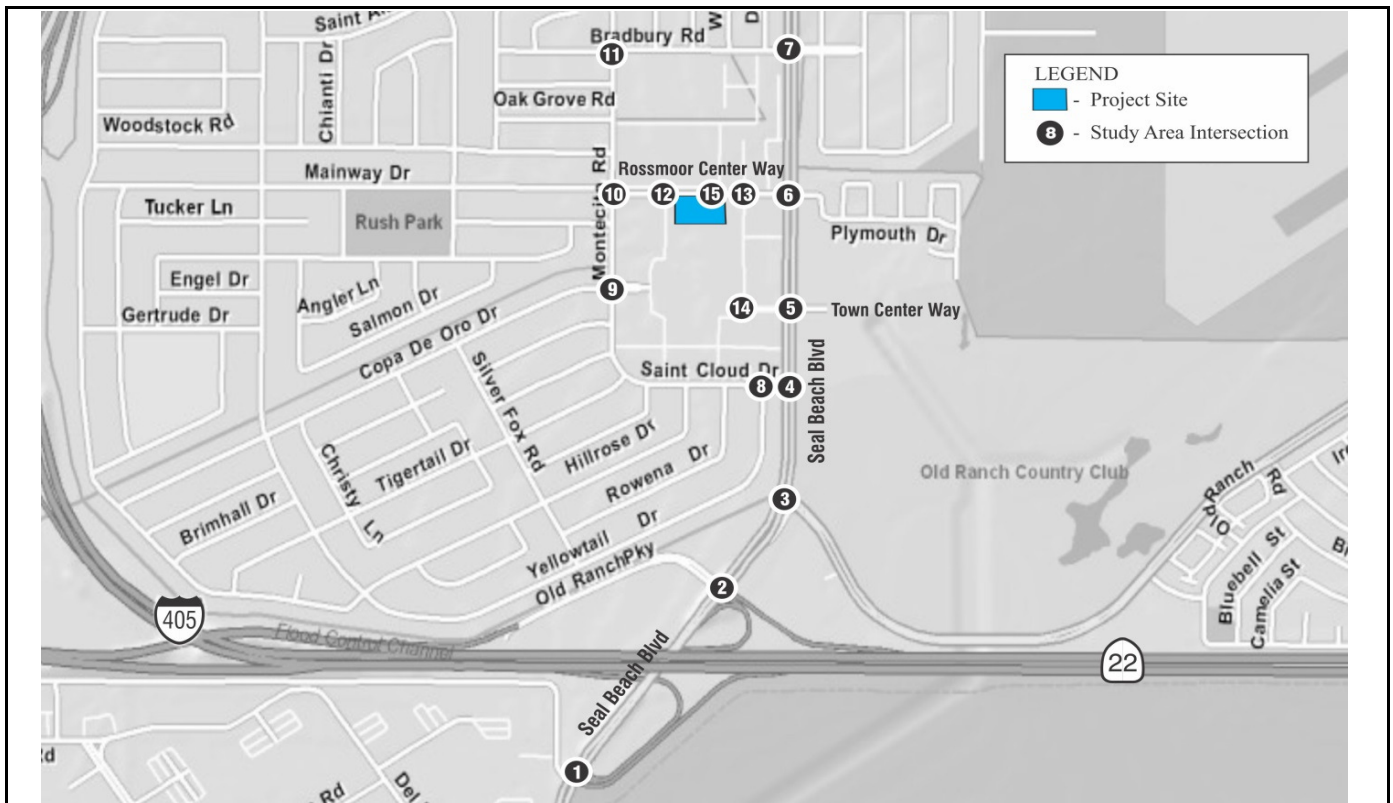 Bradbury Rd
11
7
LEGEND
- Project Site
8 - Study Area Intersection
Chianti Dr
Oak Grove Rd
Woodstock Rd
Mainway Dr
Montecito Rd
Rossmoor Center Way
10
12
15
13
6
Tucker Ln
Rush Park
Plymouth Dr
Engel Dr
Angler Ln
Gertrude Dr
Salmon Dr
9
14
5
Town Center Way
Copa De Oro Dr
Silver Fox Rd
Saint Cloud Dr
8
4
Seal Beach Blvd
Hillrose Dr
Christy Ln
Tigertail Dr
Rowena Dr
Old Ranch Country Club
Old Ranch Rd
3
Brimhall Dr
Yellowtail Dr
Old Ranch Pky
2
Bluebell St
Camelia St
405
Flood Control Channel
22
Seal Beach Blvd
1
Rd